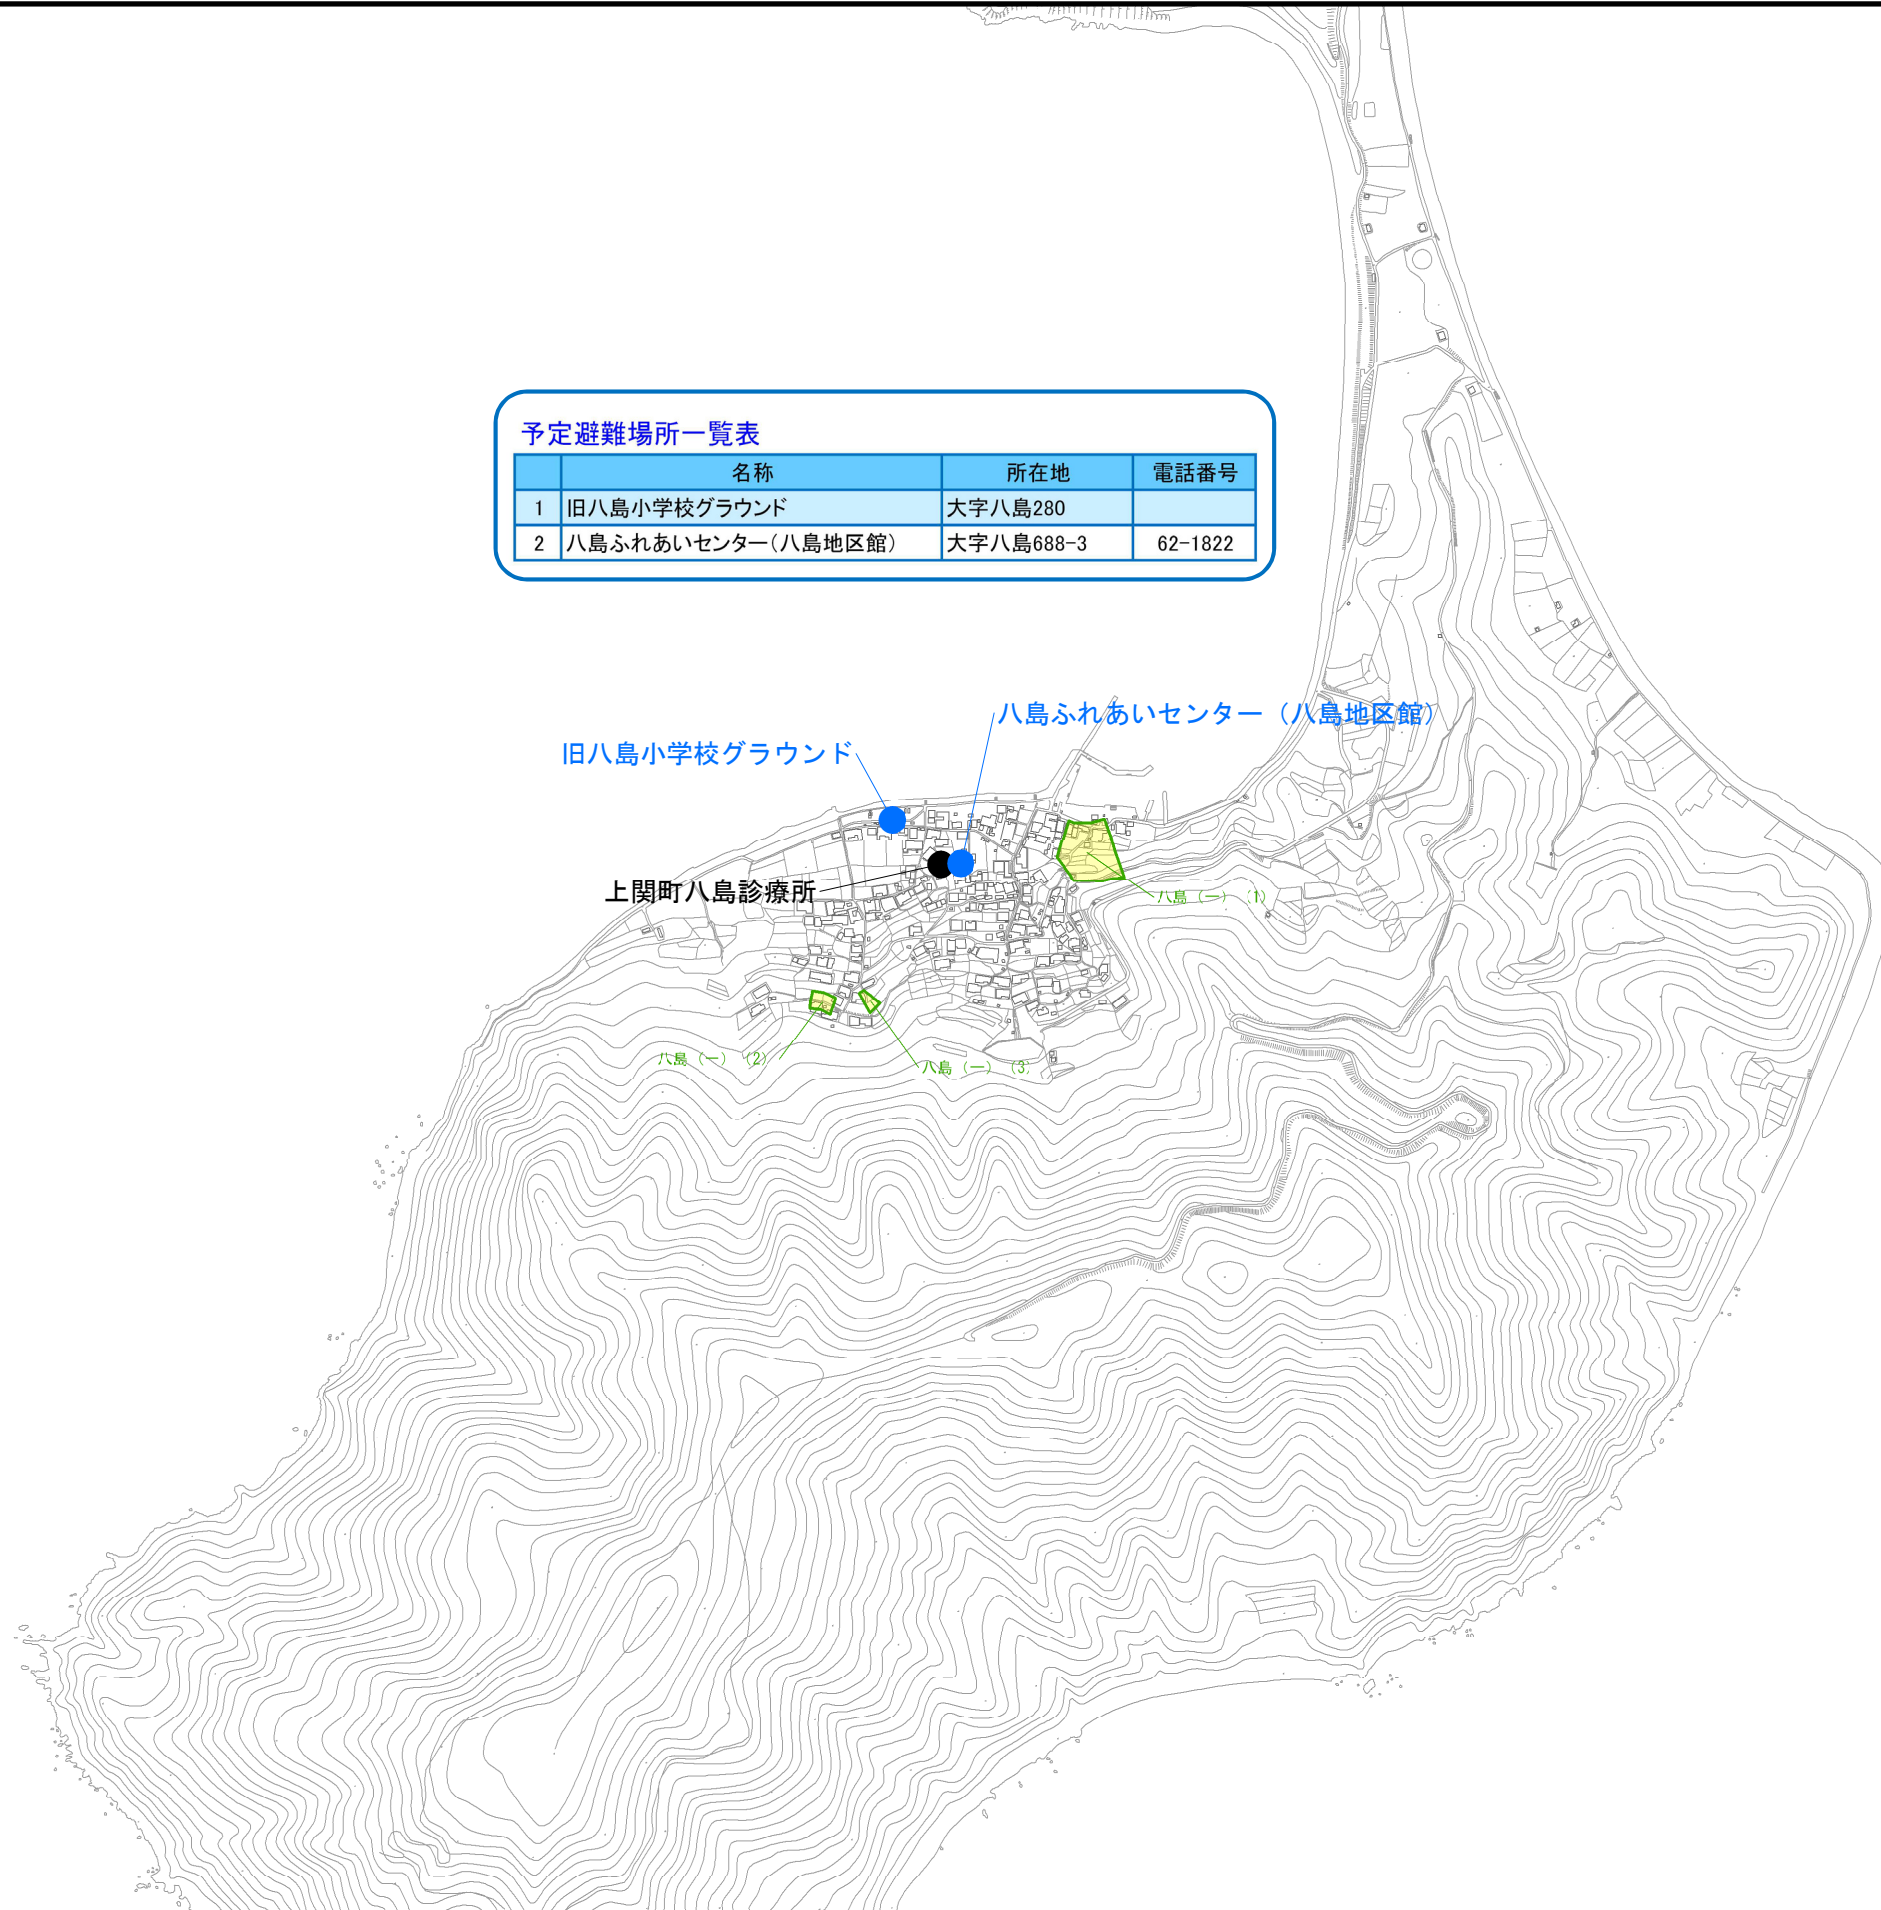 予定避難場所一覧表
名称 所在地 電話番号
1 旧八島小学校グラウンド 大字八島280
2 八島ふれあいセンター(八島地区館) 大字八島688-3 62-1822
八島ふれあいセンター(八島地区館)
旧八島小学校グラウンド
上関町八島診療所
八島(一)(1)
八島(一)(2)
八島(一)(3)